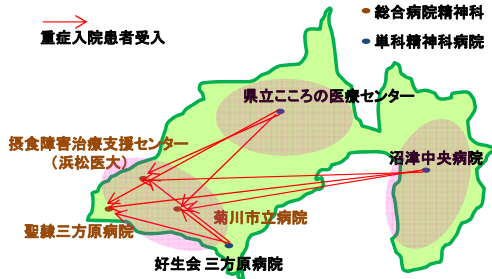 重症入院患者受入
●総合病院精神科
●単科精神科病院
県立こころの医療センター
摂食障害治療支援センター
（浜松医大）
沼津中央病院
聖隷三方原病院
菊川市立病院
好生会 三方原病院